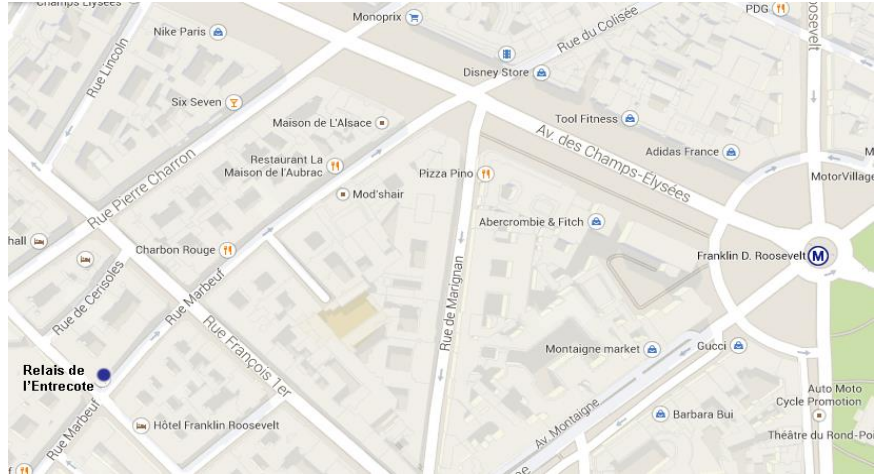 Champs Elysées
Monoprix
PDG
Roosevelt
Nike Paris
Rue du Colisée
Rue Lincoln
Disney Store
Six Seven
Tool Fitness
Maison de L'Alsace
Av. des Champs-Élysées
Adidas France
Restaurant La
Maison de l'Aubrac
Pizza Pino
MotorVillage
Rue Pierre Charron
Mod'shair
Abercrombie & Fitch
hall
Charbon Rouge
Franklin D. Roosevelt
M
Rue de Cerisoles
Rue Marbeuf
Rue de Marignan
Rue François 1er
Montaigne market
Gucci
Relais de
l'Entrecote
Auto Moto
Cycle Promotion
Rue Marbeuf
Hôtel Franklin Roosevelt
Av. Montaigne
Barbara Bui
Théâtre du Rond-Poi